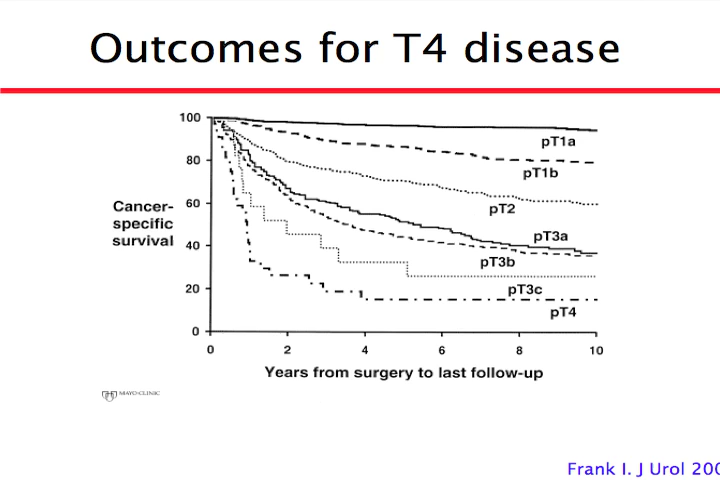 Outcomes for T4 disease
100
80
60
40
20
0
Cancer-
specific
survival
pT1a
pT1b
pT2
pT3a
pT3b
pT3c
pT4
0 2 4 6 8 10
Years from surgery to last follow-up
MAYO CLINIC
Frank I. J Urol 200